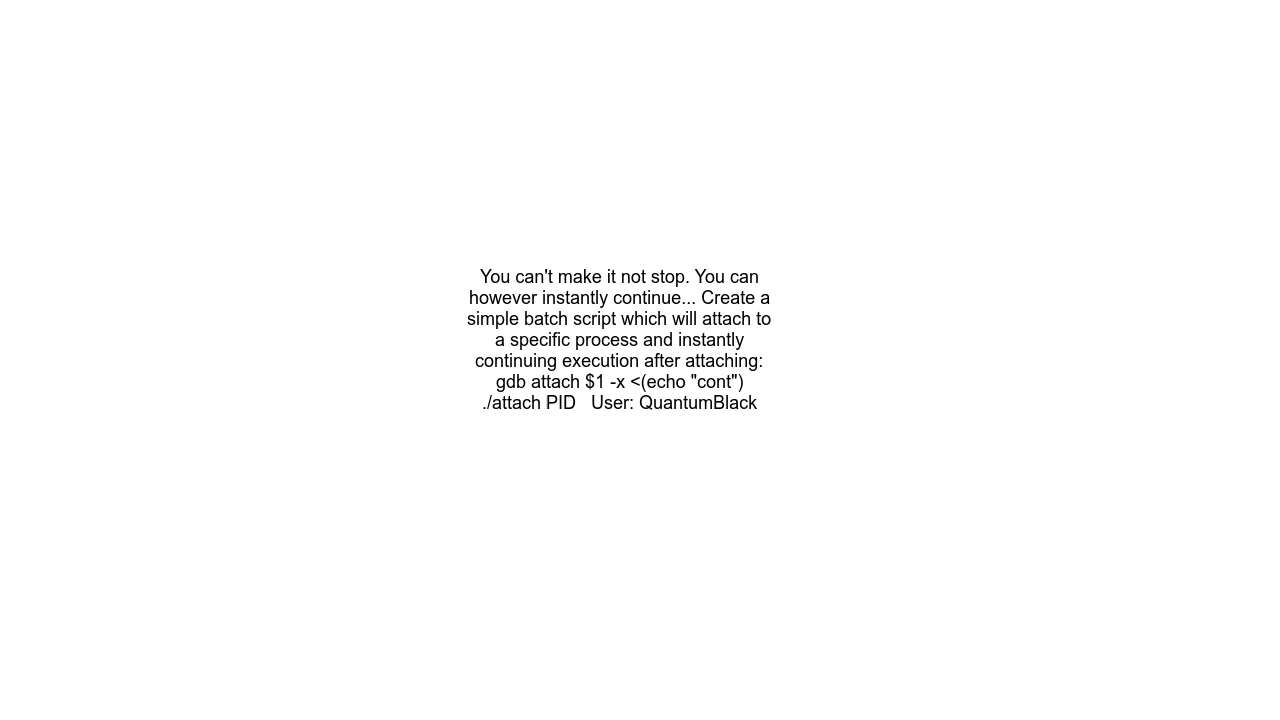 You can't make it not stop. You can
however instantly continue... Create a
simple batch script which will attach to
a specific process and instantly
continuing execution after attaching:
gdb attach $1 -x <(echo "cont")
./attach PID   User: QuantumBlack